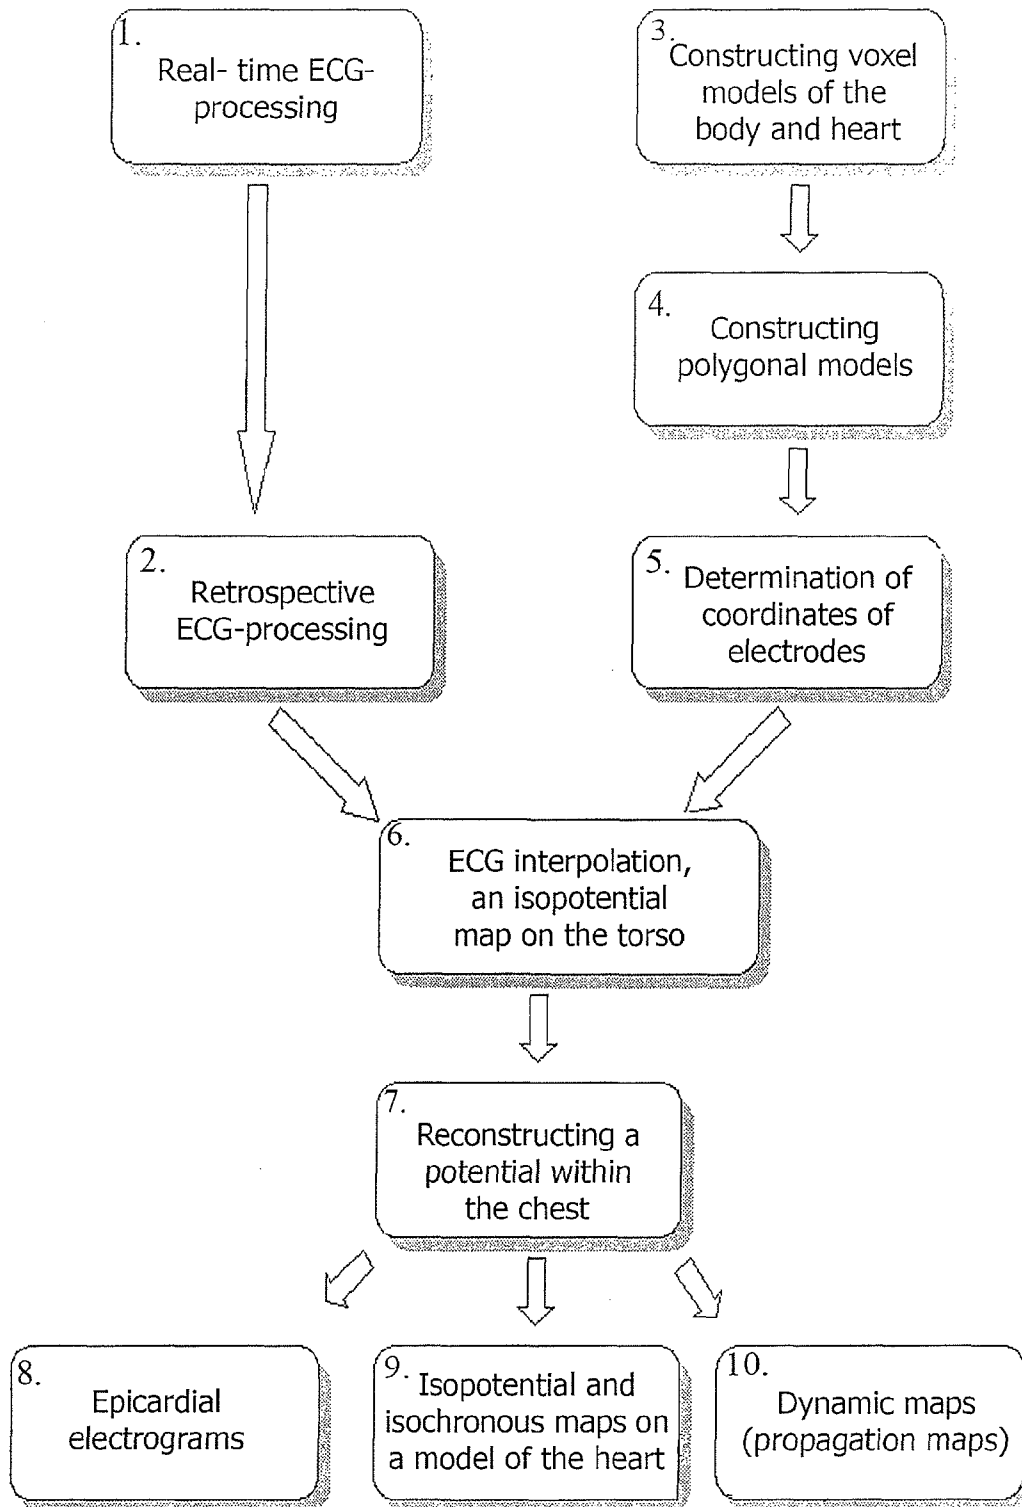 1.
Real- time ECG-
processing
3.
Constructing voxel
models of the
body and heart
4.
Constructing
polygonal models
2.
Retrospective
ECG-processing
5. Determination of
coordinates of
electrodes
6.
ECG interpolation,
an isopotential
map on the torso
7.
Reconstructing a
potential within
the chest
8.
Epicardial
electrograms
9. Isopotential and
isochronous maps on
a model of the heart
10.
Dynamic maps
(propagation maps)